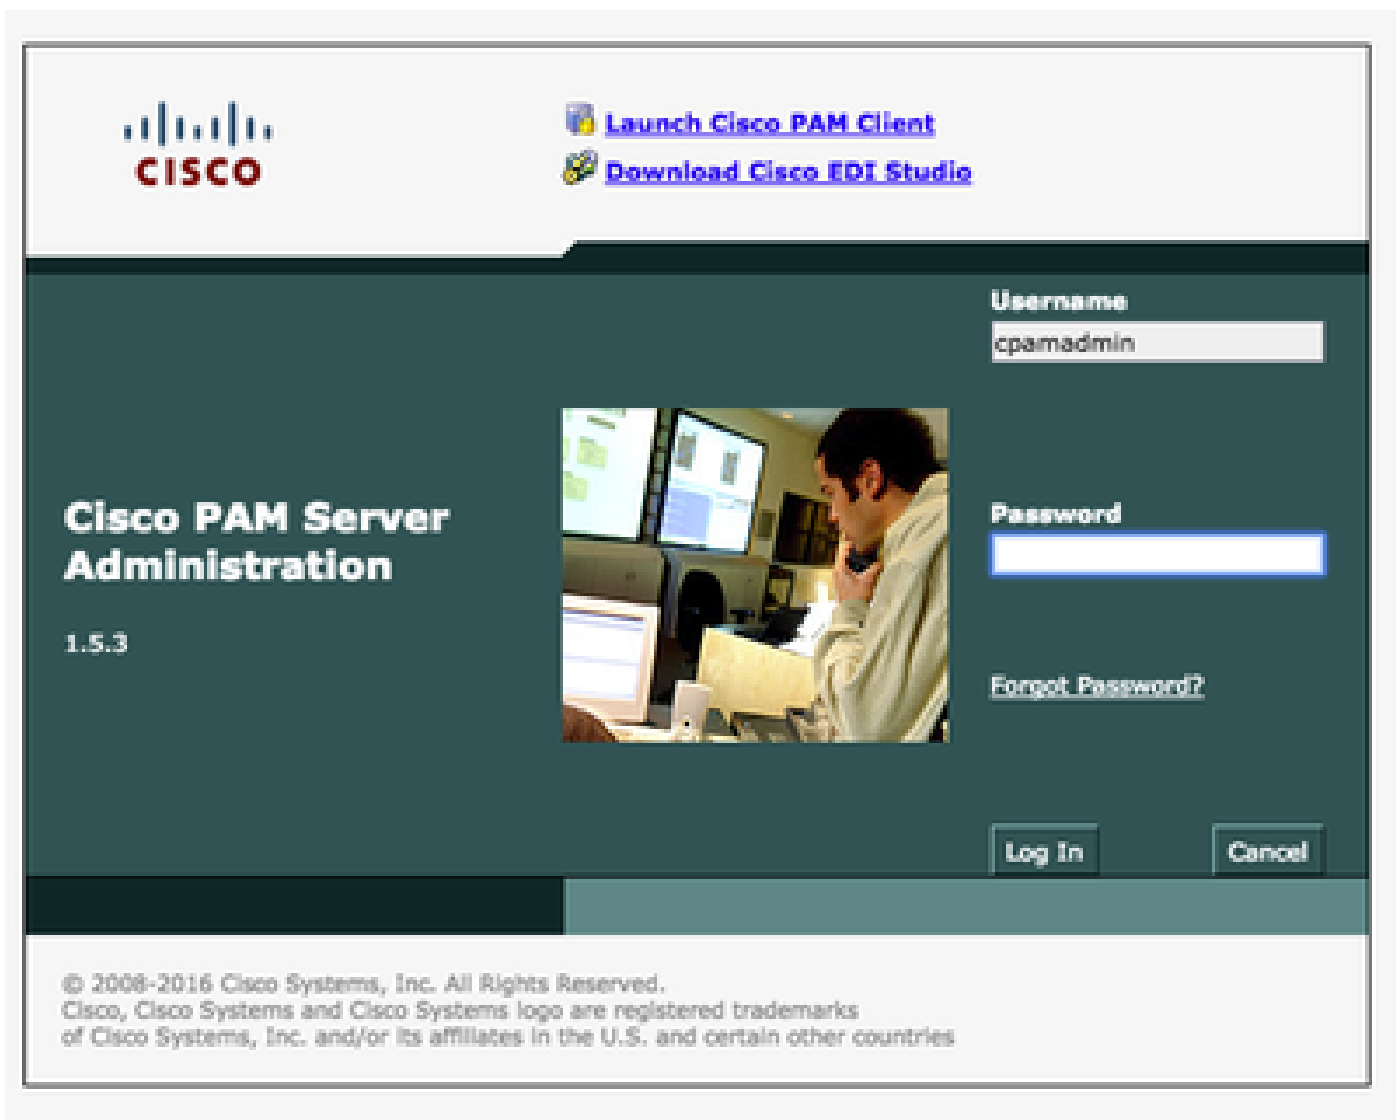 CISCO
Launch Cisco PAM Client
Download Cisco EDI Studio
Username
cpamadmin
Cisco PAM Server
Administration
1.5.3
Password
Forgot Password?
Log In
Cancel
© 2008-2016 Cisco Systems, Inc. All Rights Reserved.
Cisco, Cisco Systems and Cisco Systems logo are registered trademarks
of Cisco Systems, Inc. and/or its affiliates in the U.S. and certain other countries